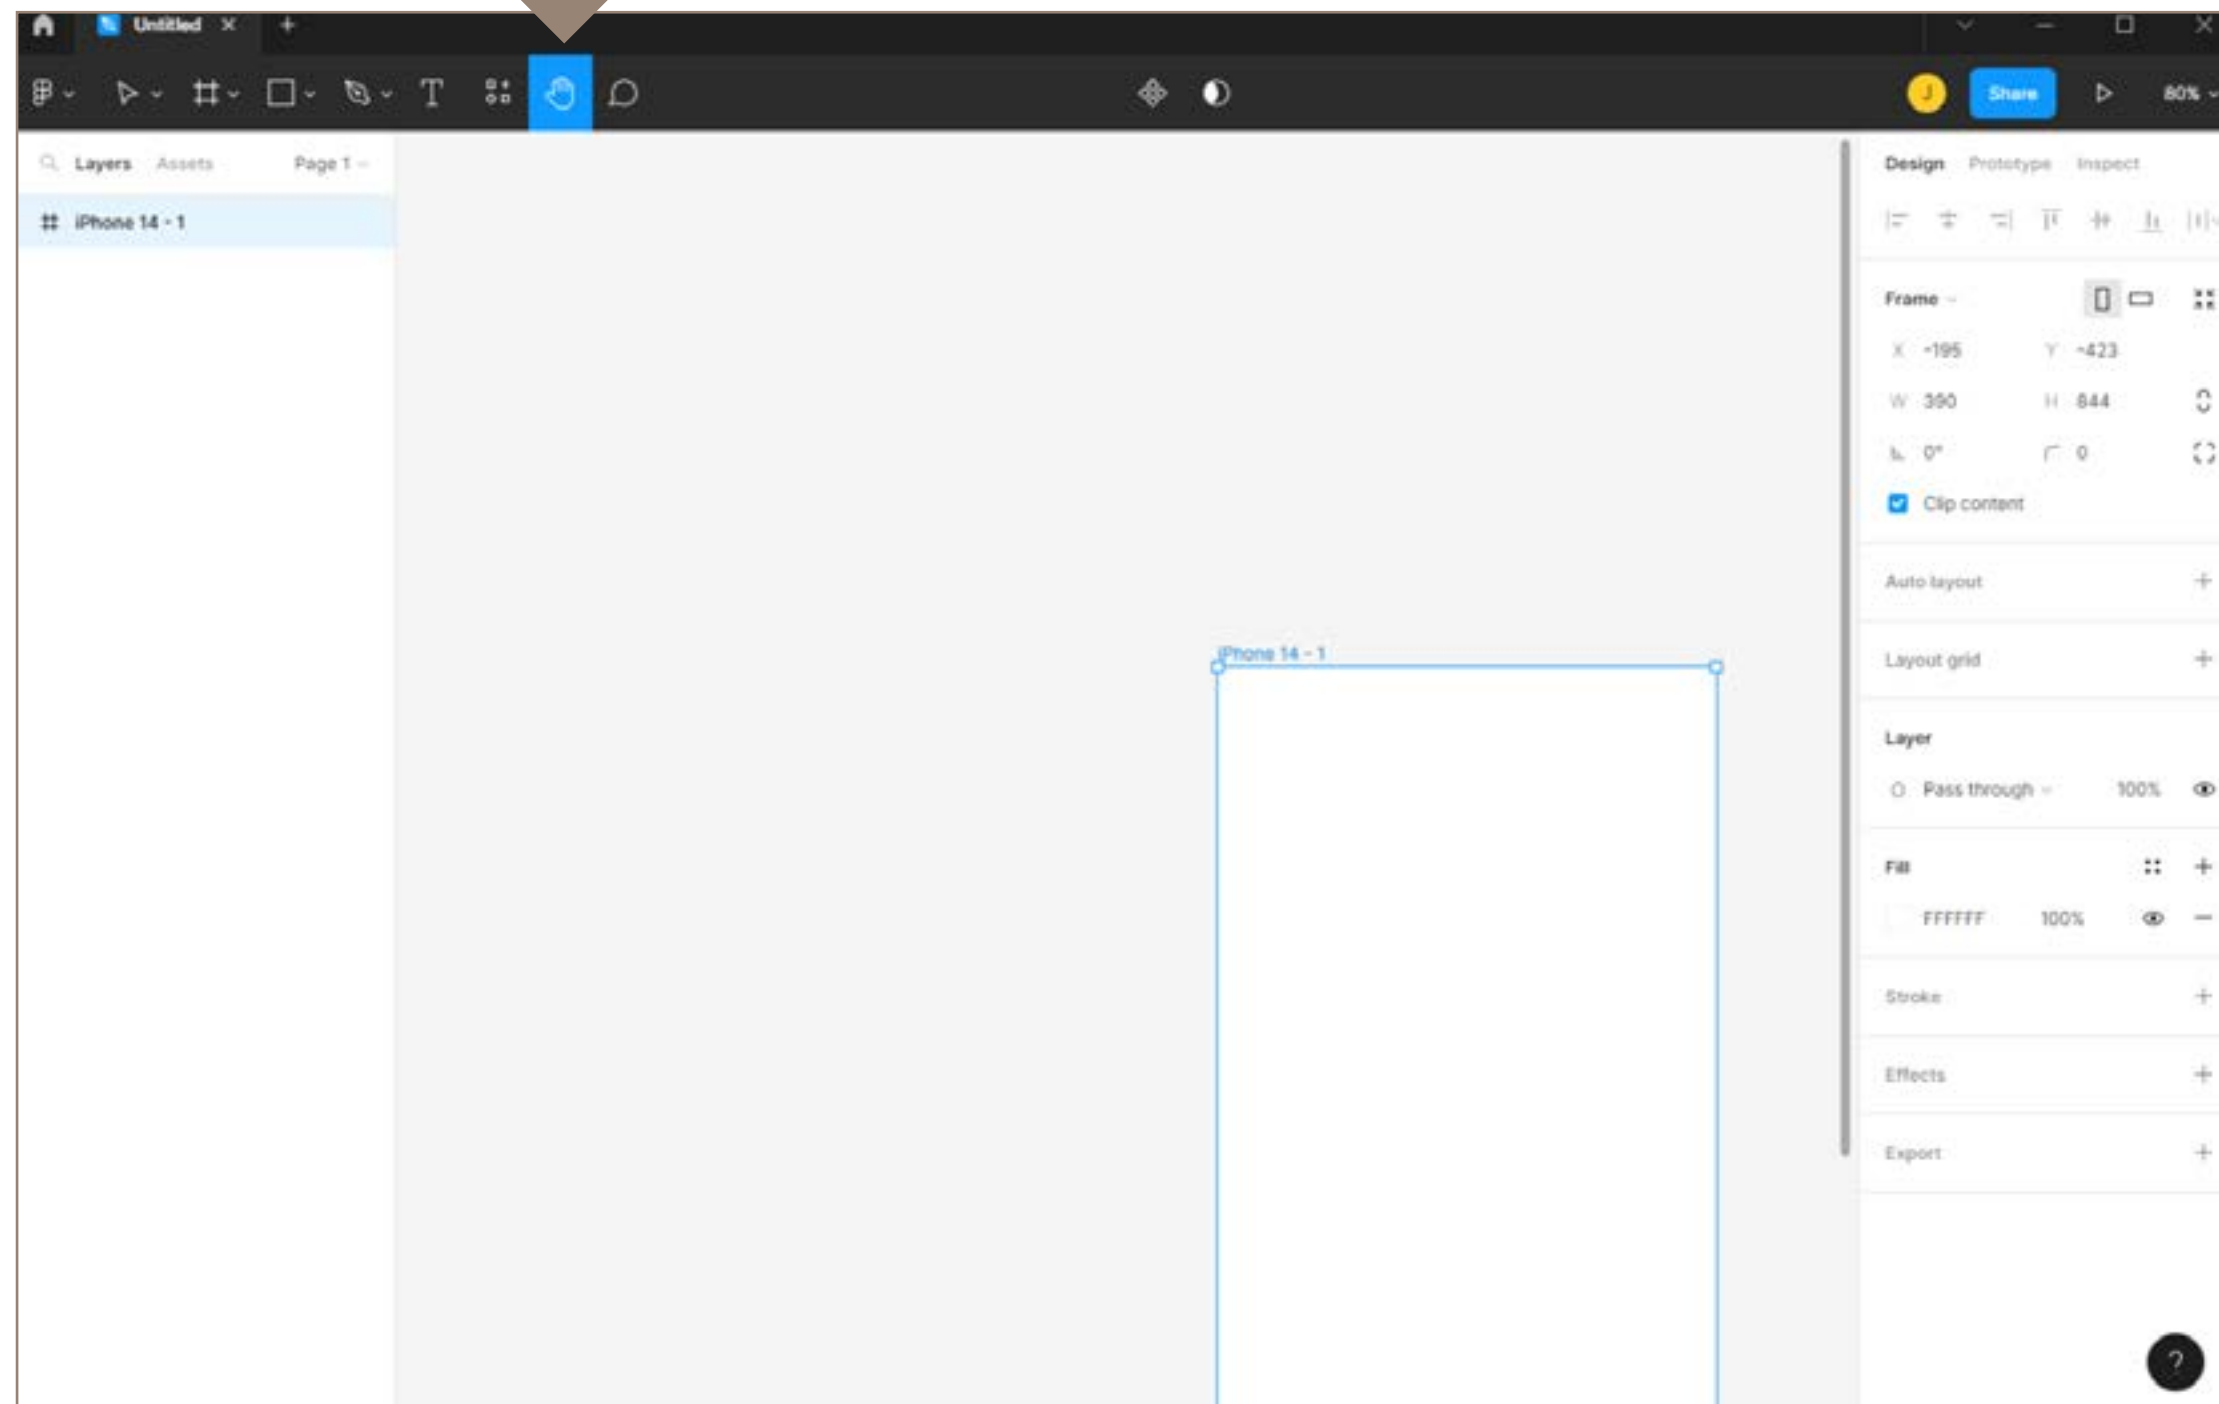 Untitled
Share
80%
Layers Assets Page 1
iPhone 14 - 1
Design Prototype Inspect
Frame
X -195 Y -423
W 390 H 844
0° 0
Clip content
Auto layout
Layout grid
iPhone 14 - 1
Layer
Pass through 100%
Fill
FFFFFF 100%
Stroke
Effects
Export
J
T
?